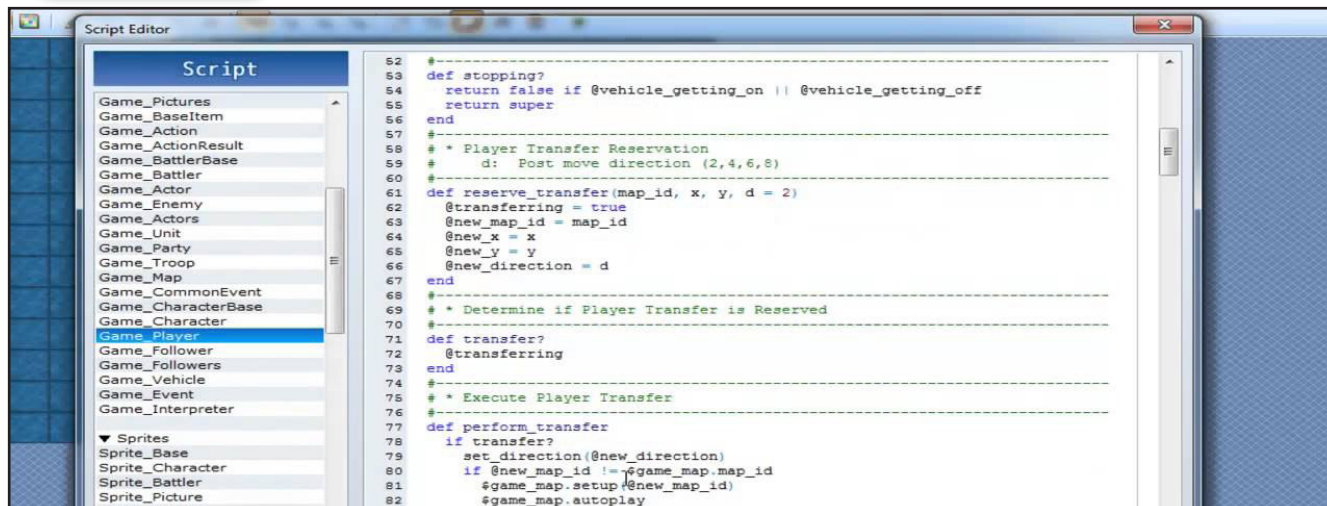 Script Editor
Script
Game_Pictures
Game_BaseItem
Game_Action
Game_ActionResult
Game_BattlerBase
Game_Battler
Game_Actor
Game_Enemy
Game_Actors
Game_Unit
Game_Party
Game_Troop
Game_Map
Game_CommonEvent
Game_CharacterBase
Game_Character
Game_Player
Game_Follower
Game_Followers
Game_Vehicle
Game_Event
Game_Interpreter
▼ Sprites
Sprite_Base
Sprite_Character
Sprite_Battler
Sprite_Picture
52 #--------------------------------------------------------------------------
53 def stopping?
54 return false if @vehicle_getting_on || @vehicle_getting_off
55 return super
56 end
57 #--------------------------------------------------------------------------
58 # * Player Transfer Reservation
59 # d: Post move direction (2,4,6,8)
60 #--------------------------------------------------------------------------
61 def reserve_transfer(map_id, x, y, d = 2)
62 @transferring = true
63 @new_map_id = map_id
64 @new_x = x
65 @new_y = y
66 @new_direction = d
67 end
68 #--------------------------------------------------------------------------
69 # * Determine if Player Transfer is Reserved
70 #--------------------------------------------------------------------------
71 def transfer?
72 @transferring
73 end
74 #--------------------------------------------------------------------------
75 # * Execute Player Transfer
76 #--------------------------------------------------------------------------
77 def perform_transfer
78 if transfer?
79 set_direction(@new_direction)
80 if @new_map_id != $game_map.map_id
81 $game_map.setup(@new_map_id)
82 $game_map.autoplay